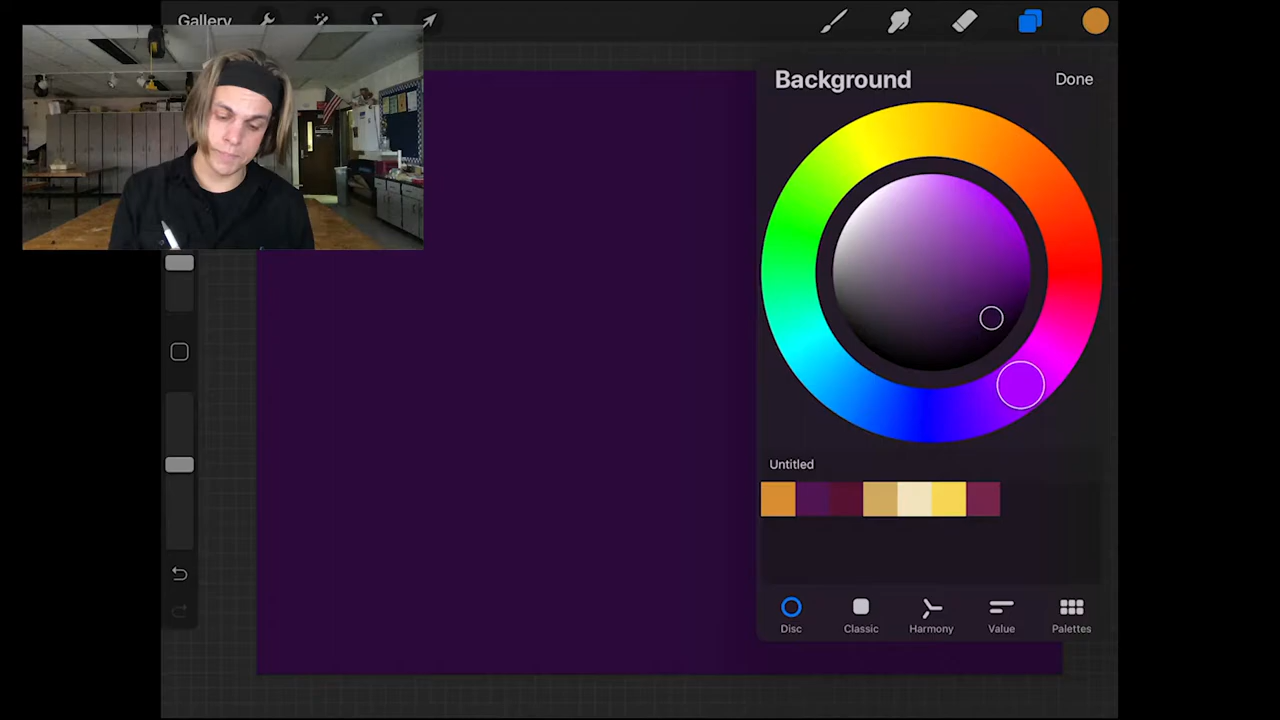 Gallery
Background
Done
Untitled
Disc
Classic
Harmony
Value
Palettes